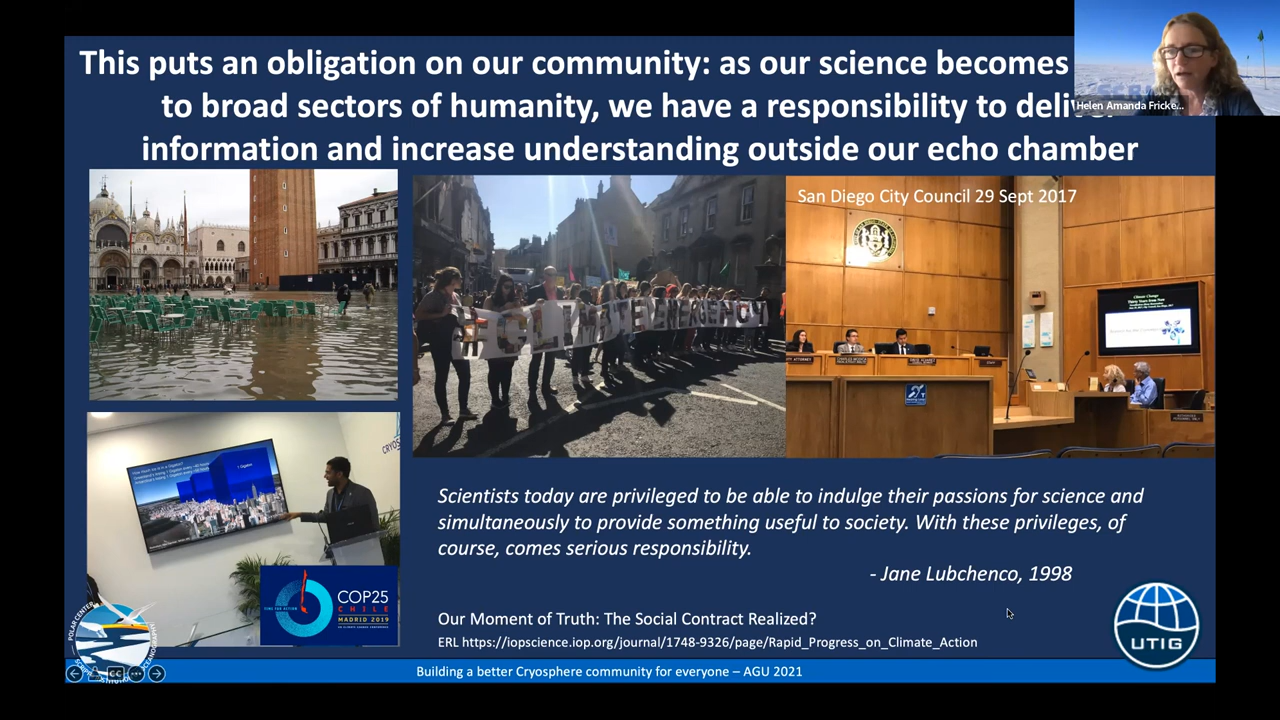 This puts an obligation on our community: as our science becomes
to broad sectors of humanity, we have a responsibility to
information and increase understanding outside our echo chamber
Helen Amanda Fricke...
San Diego City Council 29 Sept 2017
Scientists today are privileged to be able to indulge their passions for science and
simultaneously to provide something useful to society. With these privileges, of
course, comes serious responsibility.
- Jane Lubchenco, 1998
COP25
CHILE
MADRID 2019
TIME FOR ACTION
Our Moment of Truth: The Social Contract Realized?
ERL https://iopscience.iop.org/journal/1748-9326/page/Rapid_Progress_on_Climate_Action
UTIG
POLAR CENTER
Building a better Cryosphere community for everyone – AGU 2021